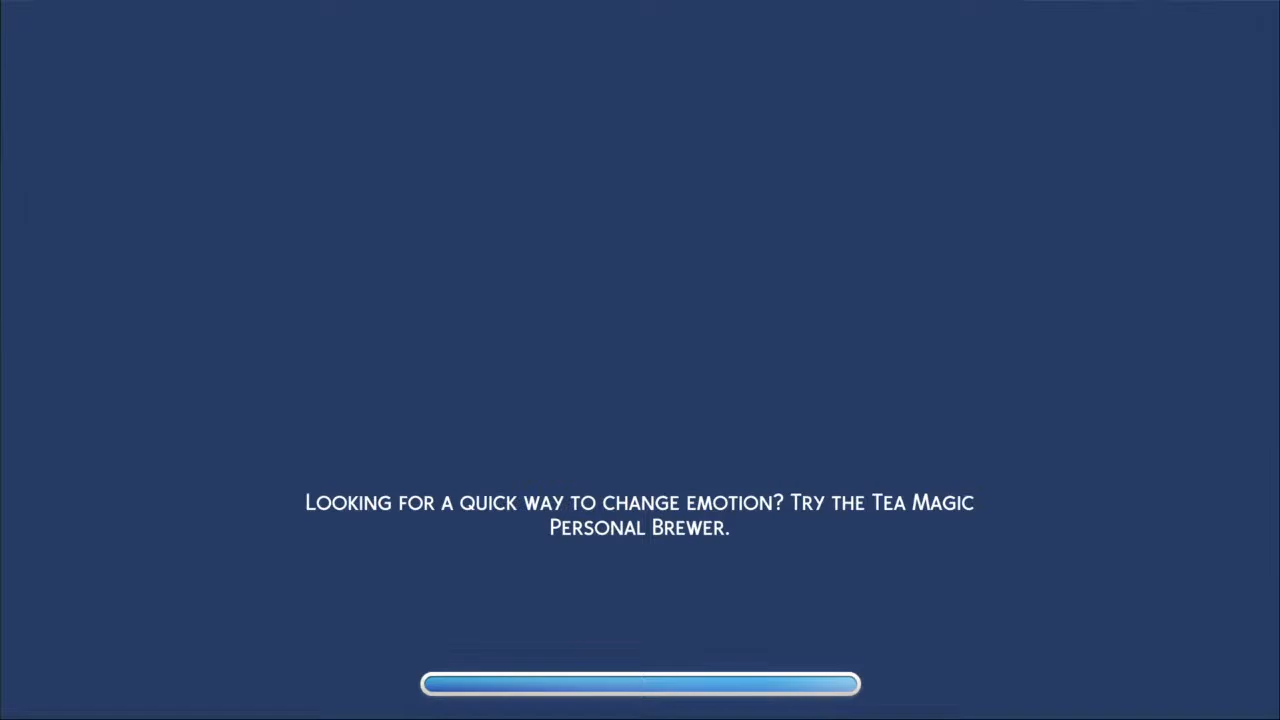 Looking for a quick way to change emotion? Try the Tea Magic
Personal Brewer.